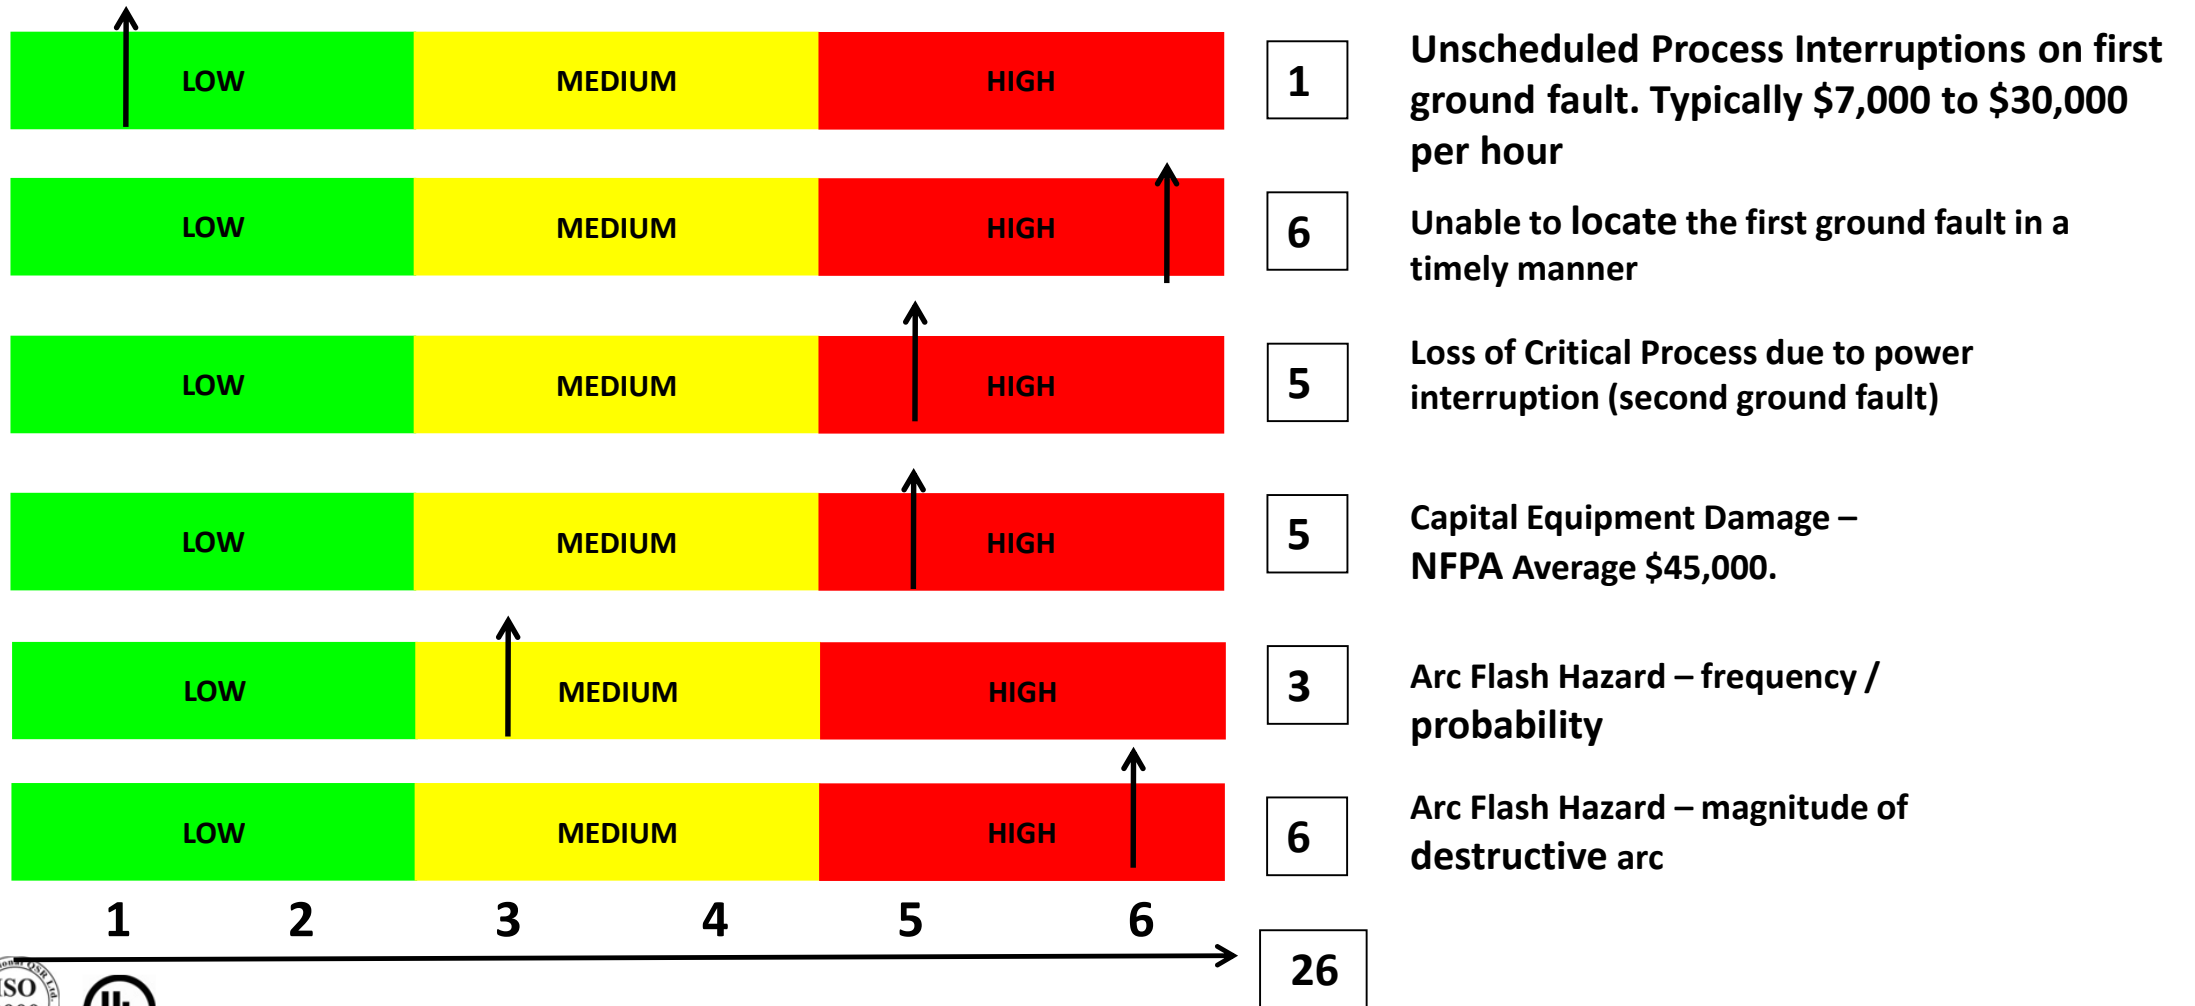 LOW MEDIUM HIGH 1 Unscheduled Process Interruptions on first
ground fault. Typically $7,000 to $30,000
per hour
LOW MEDIUM HIGH 6 Unable to locate the first ground fault in a
timely manner
LOW MEDIUM HIGH 5 Loss of Critical Process due to power
interruption (second ground fault)
LOW MEDIUM HIGH 5 Capital Equipment Damage –
NFPA Average $45,000.
LOW MEDIUM HIGH 3 Arc Flash Hazard – frequency /
probability
LOW MEDIUM HIGH 6 Arc Flash Hazard – magnitude of
destructive arc
1 2 3 4 5 6
26
QSR Ltd.
ISO
UL